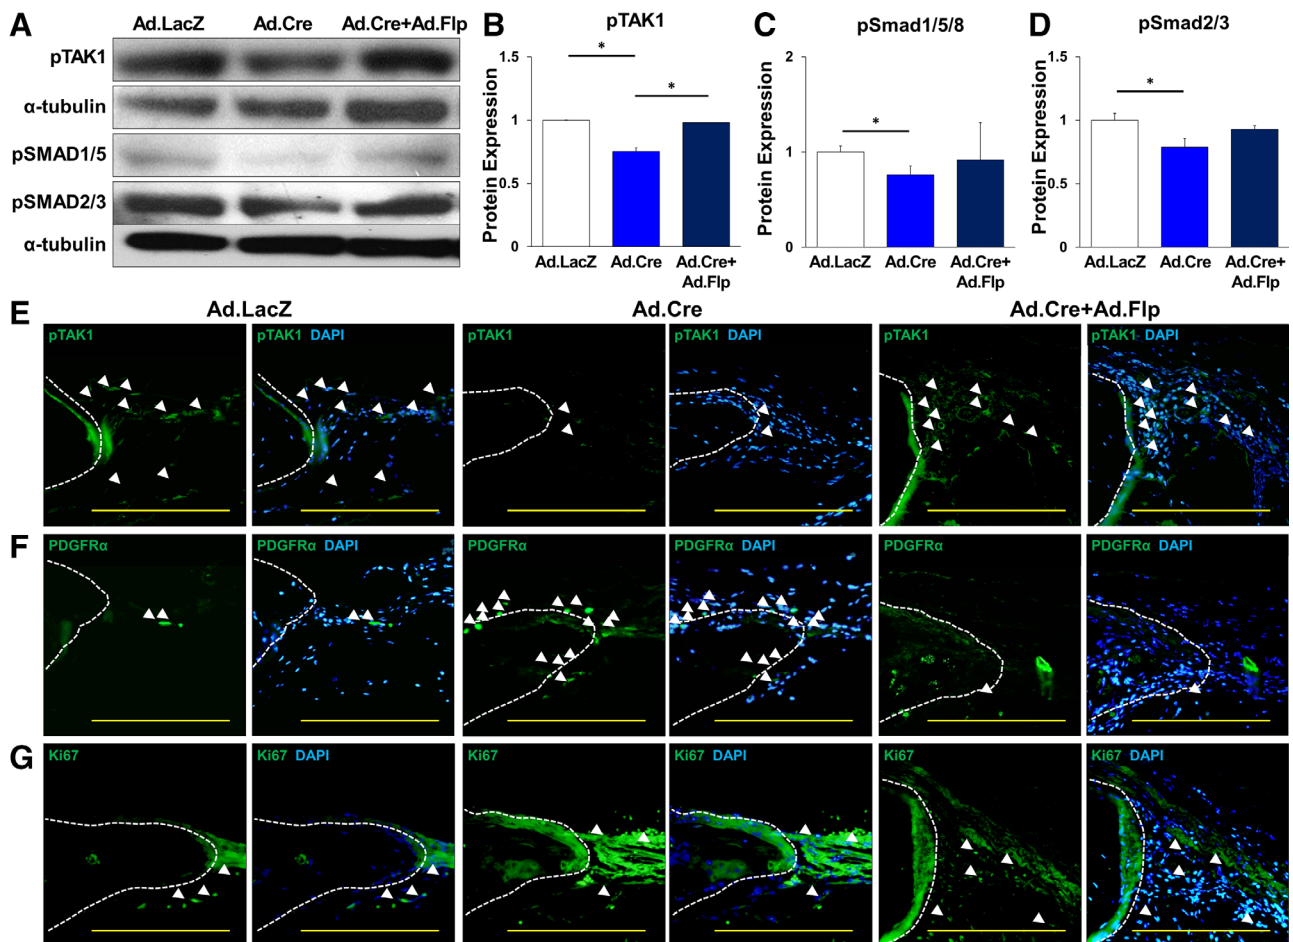 A
Ad.LacZ Ad.Cre Ad.Cre+Ad.Flp
pTAK1
α-tubulin
pSMAD1/5
pSMAD2/3
α-tubulin
B
pTAK1
Protein Expression
1.5
1
0.5
0
*
*
Ad.LacZ Ad.Cre Ad.Cre+
Ad.Flp
C
pSmad1/5/8
Protein Expression
2
1
0
*
Ad.LacZ Ad.Cre Ad.Cre+
Ad.Flp
D
pSmad2/3
Protein Expression
1.5
1
0.5
0
*
Ad.LacZ Ad.Cre Ad.Cre+
Ad.Flp
Ad.LacZ Ad.Cre Ad.Cre+Ad.Flp
E
pTAK1 pTAK1 DAPI pTAK1 pTAK1 DAPI pTAK1 pTAK1 DAPI
F
PDGFRα PDGFRα DAPI PDGFRα PDGFRα DAPI PDGFRα PDGFRα DAPI
G
Ki67 Ki67 DAPI Ki67 Ki67 DAPI Ki67 Ki67 DAPI